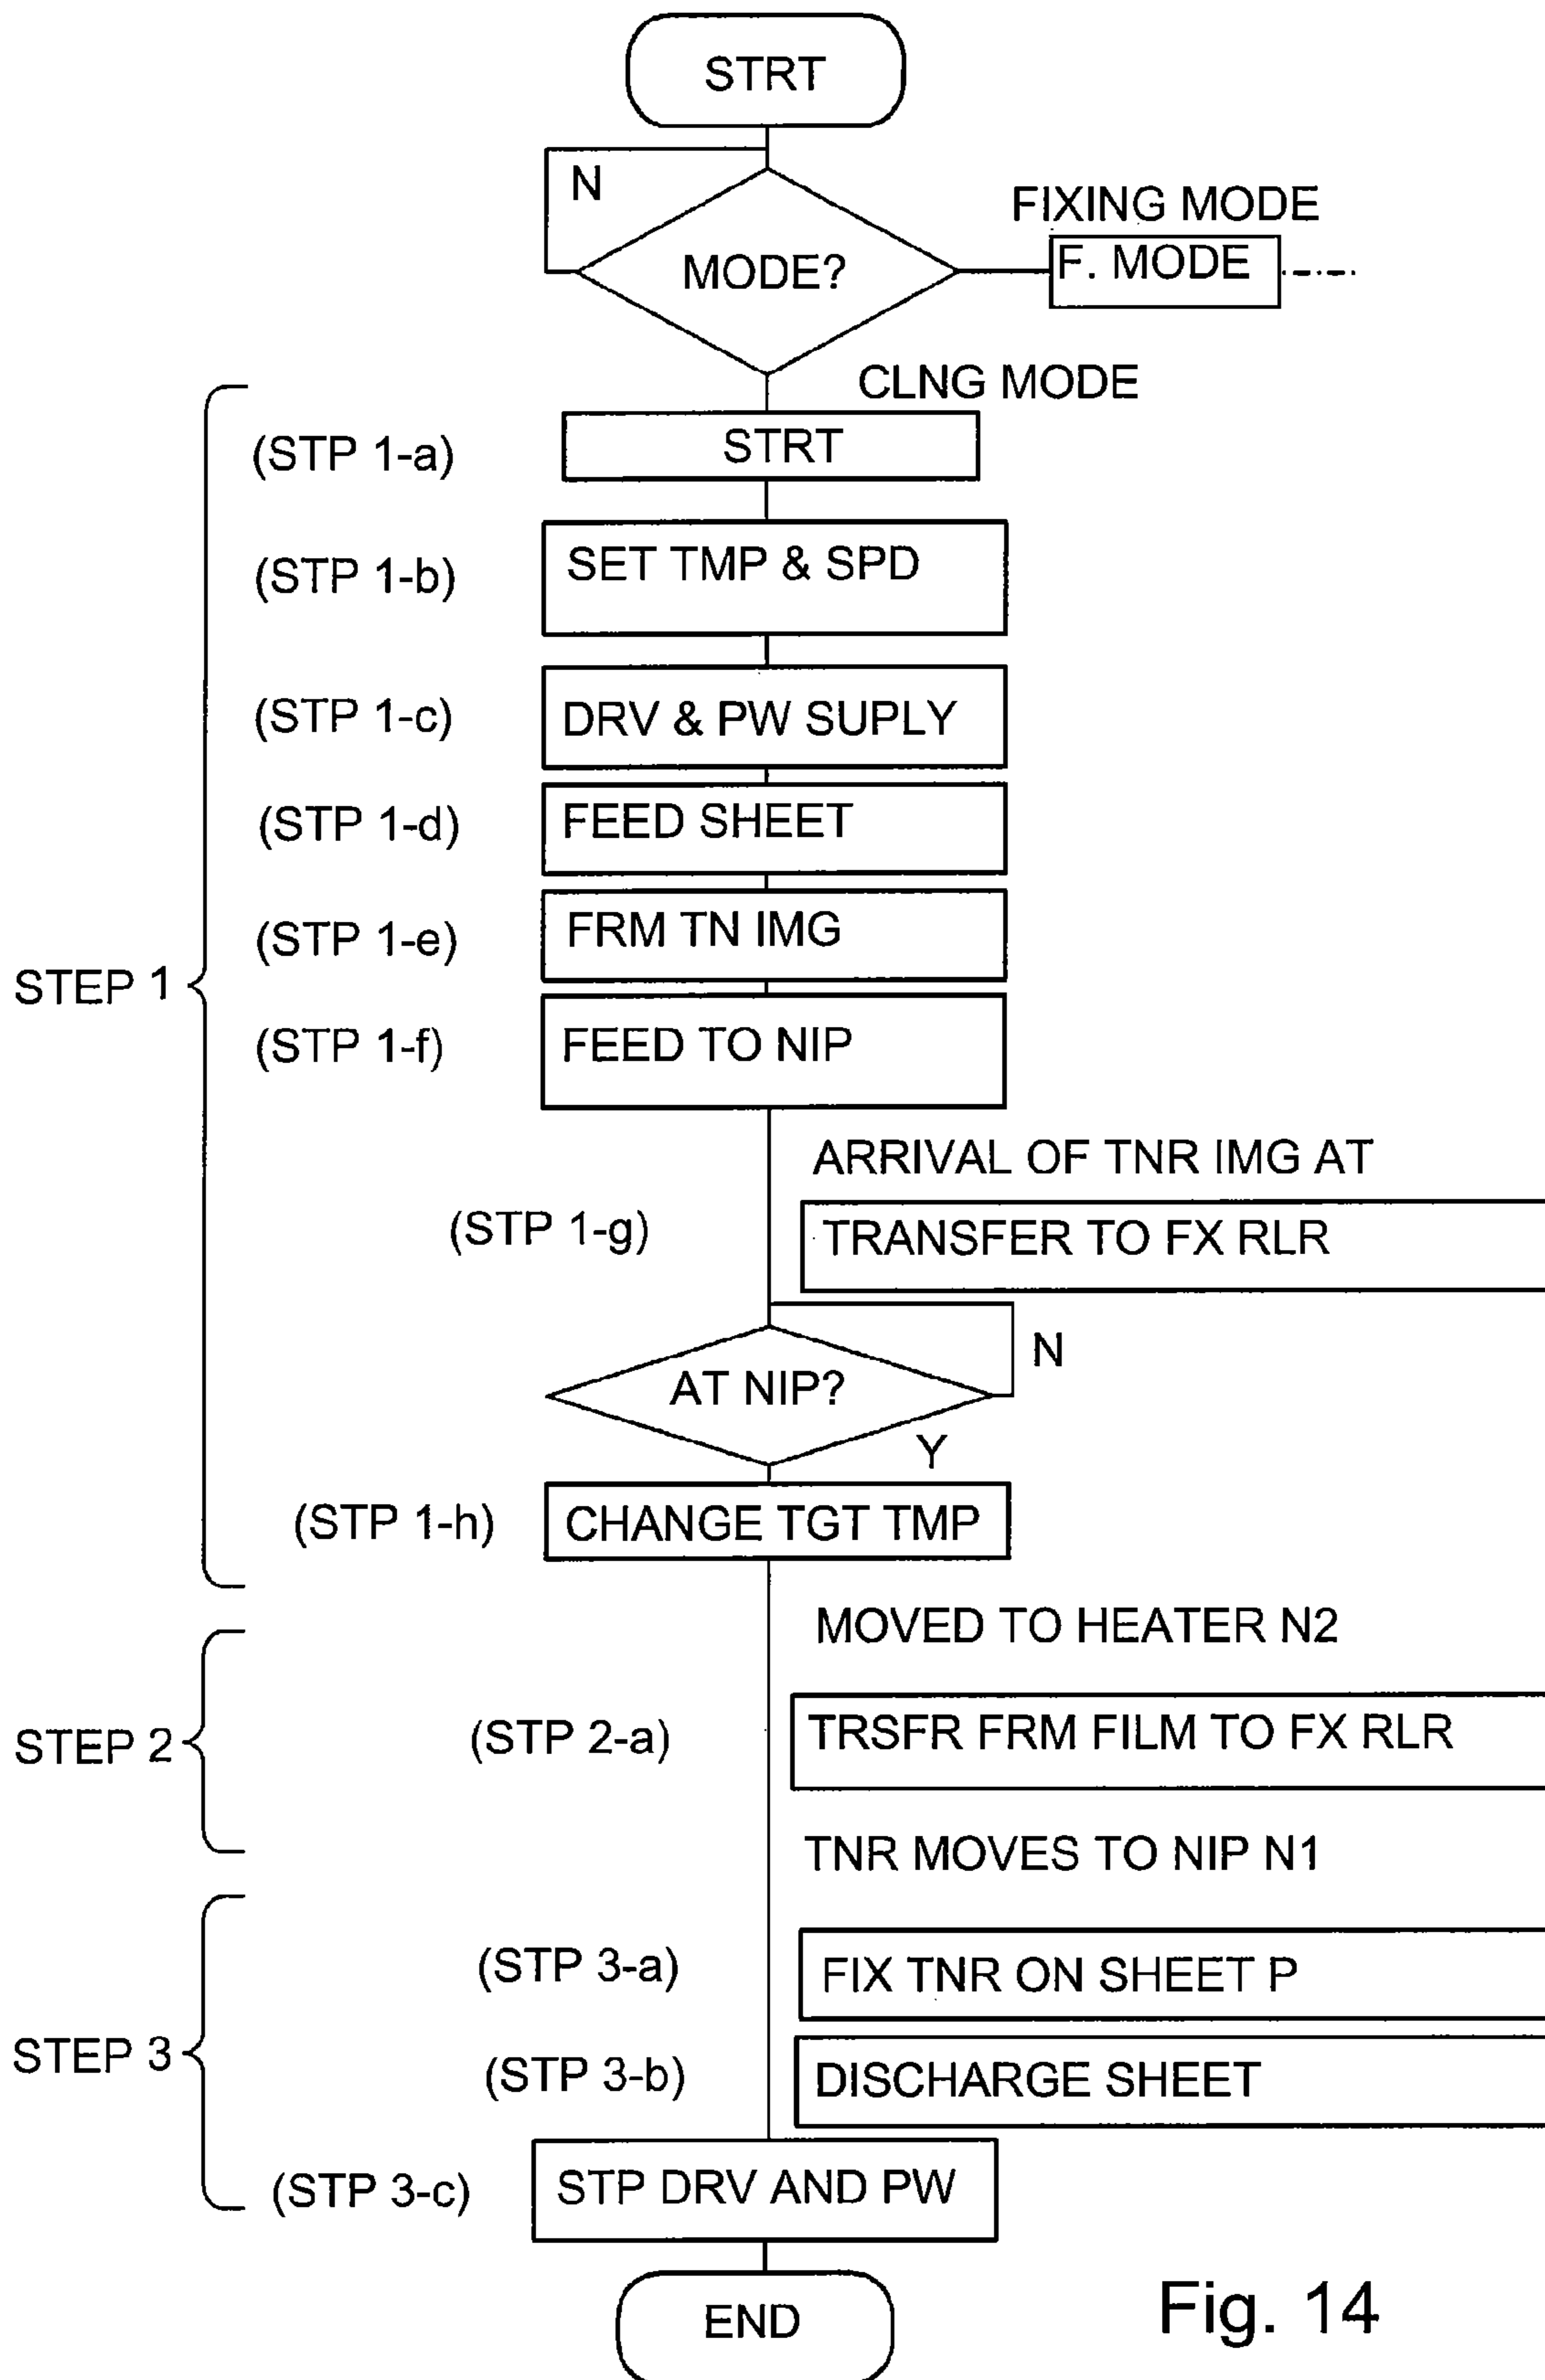 STRT
N
MODE?
FIXING MODE
F. MODE
CLNG MODE
STEP 1
(STP 1-a)
STRT
(STP 1-b)
SET TMP & SPD
(STP 1-c)
DRV & PW SUPLY
(STP 1-d)
FEED SHEET
(STP 1-e)
FRM TN IMG
(STP 1-f)
FEED TO NIP
ARRIVAL OF TNR IMG AT
(STP 1-g)
TRANSFER TO FX RLR
AT NIP?
N
Y
(STP 1-h)
CHANGE TGT TMP
MOVED TO HEATER N2
STEP 2
(STP 2-a)
TRSFR FRM FILM TO FX RLR
TNR MOVES TO NIP N1
STEP 3
(STP 3-a)
FIX TNR ON SHEET P
(STP 3-b)
DISCHARGE SHEET
(STP 3-c)
STP DRV AND PW
END
Fig. 14